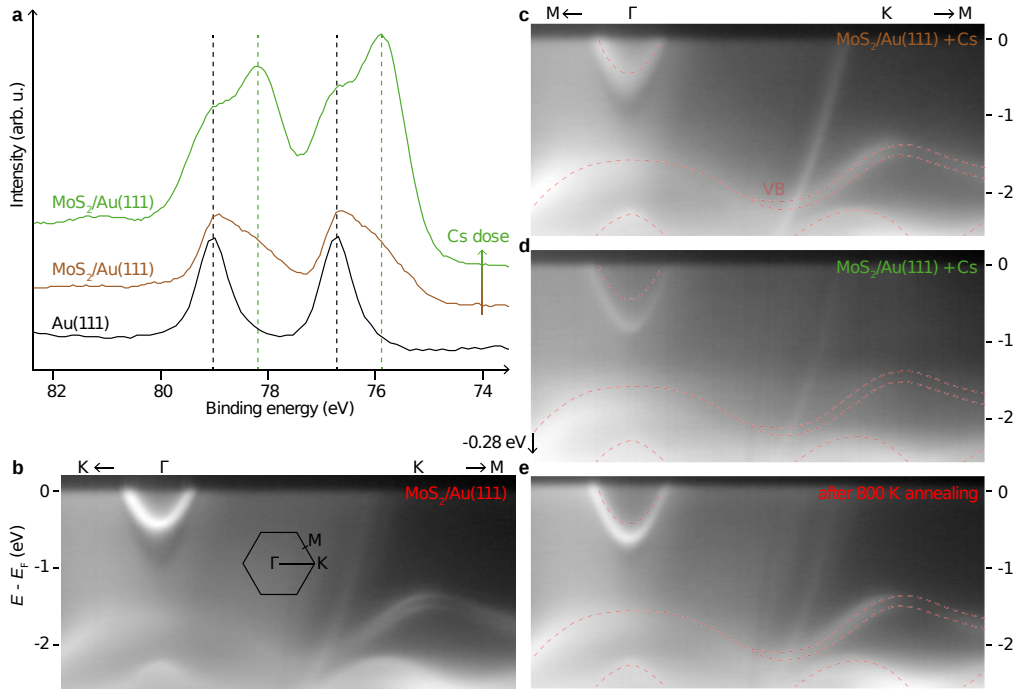 a
Intensity (arb. u.)
MoS₂/Au(111)
MoS₂/Au(111)
Au(111)
Cs dose
82 80 78 76 74
Binding energy (eV)
b
K ← Γ K → M
MoS₂/Au(111)
E - E_F (eV)
0
-1
-2
M
Γ K
c
M ← Γ K → M
MoS₂/Au(111) +Cs
VB
0
-1
-2
d
MoS₂/Au(111) +Cs
0
-1
-2
-0.28 eV
e
after 800 K annealing
0
-1
-2